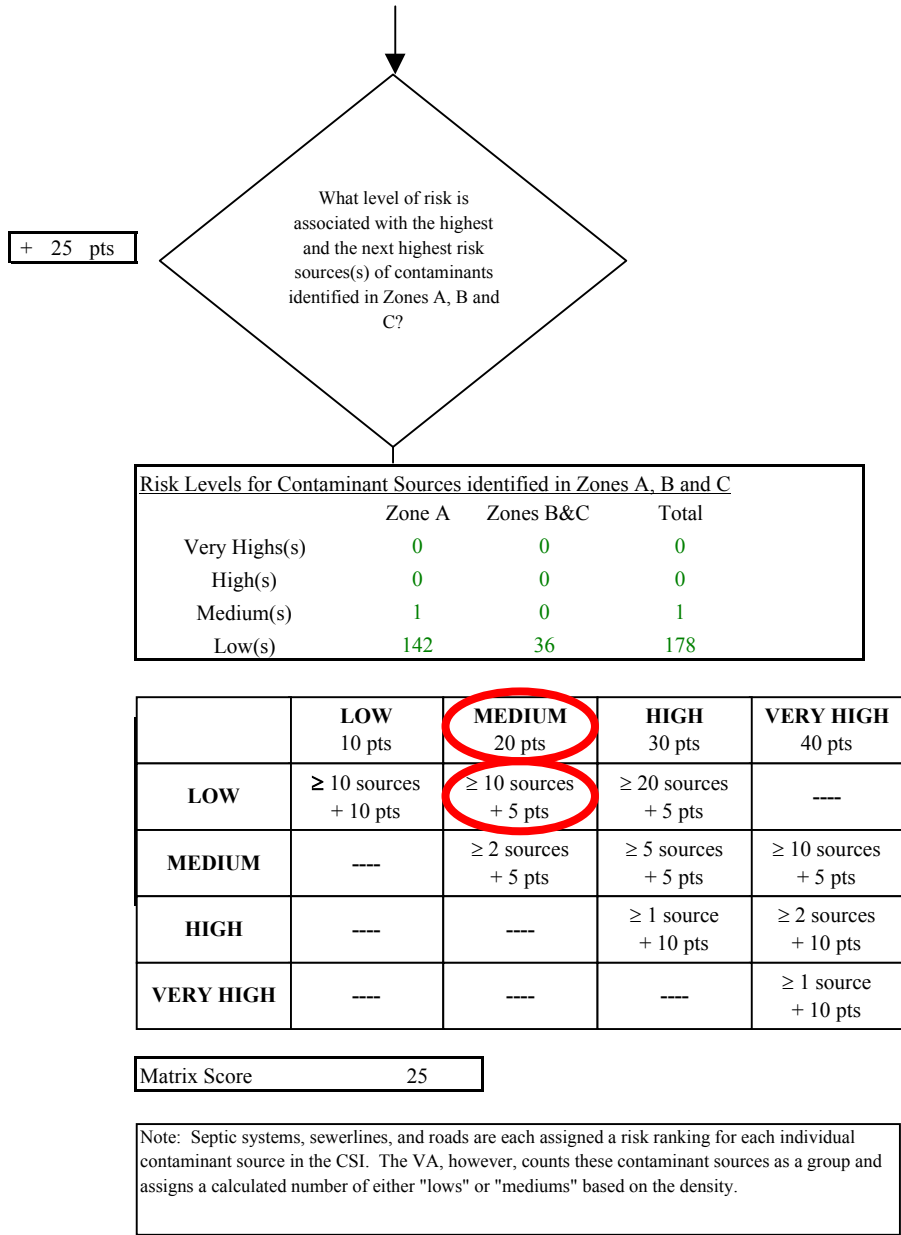 What level of risk is
associated with the highest
and the next highest risk
sources(s) of contaminants
identified in Zones A, B and
C?
+ 25 pts
Risk Levels for Contaminant Sources identified in Zones A, B and C
Zone A Zones B&C Total
Very Highs(s) 0 0 0
High(s) 0 0 0
Medium(s) 1 0 1
Low(s) 142 36 178
LOW MEDIUM HIGH VERY HIGH
10 pts 20 pts 30 pts 40 pts
LOW ≥ 10 sources + 10 pts ≥ 10 sources + 5 pts ≥ 20 sources + 5 pts ----
MEDIUM ---- ≥ 2 sources + 5 pts ≥ 5 sources + 5 pts ≥ 10 sources + 5 pts
HIGH ---- ---- ≥ 1 source + 10 pts ≥ 2 sources + 10 pts
VERY HIGH ---- ---- ---- ≥ 1 source + 10 pts
Matrix Score 25
Note: Septic systems, sewerlines, and roads are each assigned a risk ranking for each individual
contaminant source in the CSI. The VA, however, counts these contaminant sources as a group and
assigns a calculated number of either "lows" or "mediums" based on the density.